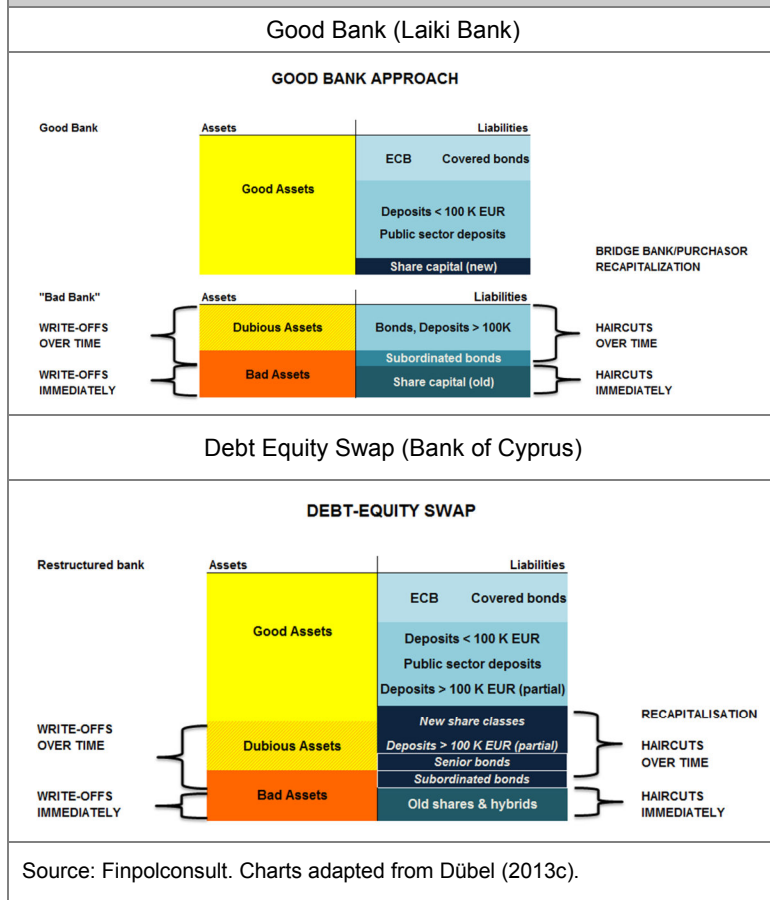 Good Bank (Laiki Bank)
GOOD BANK APPROACH
Good Bank
Assets
Liabilities
ECB Covered bonds
Good Assets
Deposits < 100 K EUR
Public sector deposits
BRIDGE BANK/PURCHASOR
RECAPITALIZATION
Share capital (new)
"Bad Bank"
Assets
Liabilities
WRITE-OFFS
OVER TIME
Dubious Assets
Bonds, Deposits > 100K
HAIRCUTS
OVER TIME
Subordinated bonds
WRITE-OFFS
IMMEDIATELY
Bad Assets
Share capital (old)
HAIRCUTS
IMMEDIATELY
Debt Equity Swap (Bank of Cyprus)
DEBT-EQUITY SWAP
Restructured bank
Assets
Liabilities
ECB Covered bonds
Good Assets
Deposits < 100 K EUR
Public sector deposits
Deposits > 100 K EUR (partial)
New share classes
RECAPITALISATION
WRITE-OFFS
OVER TIME
Dubious Assets
Deposits > 100 K EUR (partial)
HAIRCUTS
OVER TIME
Senior bonds
Subordinated bonds
WRITE-OFFS
IMMEDIATELY
Bad Assets
Old shares & hybrids
HAIRCUTS
IMMEDIATELY
Source: Finpolconsult. Charts adapted from Dübel (2013c).